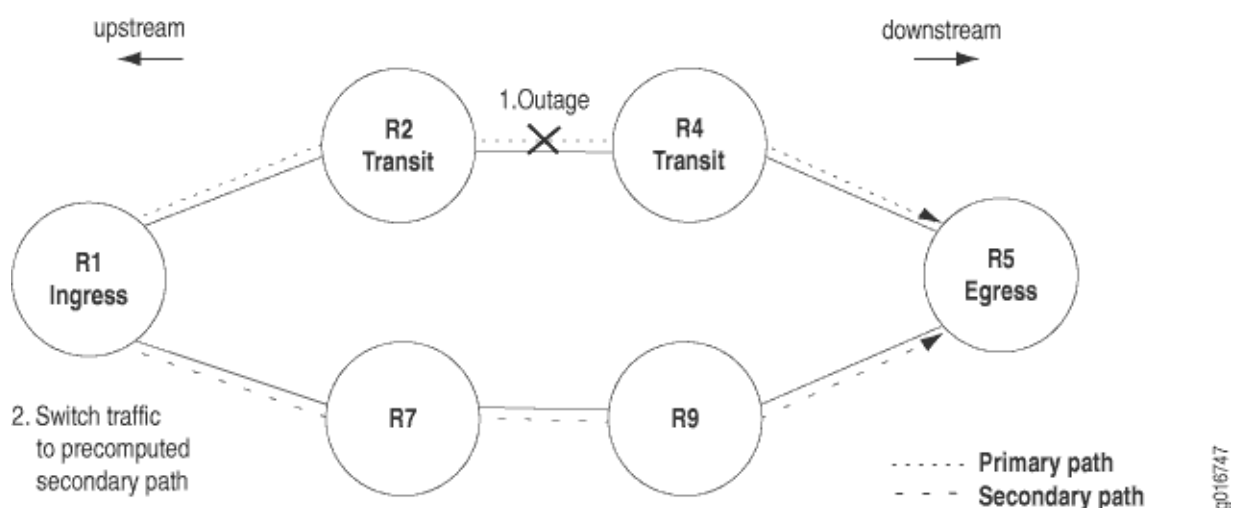 upstream
downstream
1.Outage
R2
Transit
R4
Transit
R1
Ingress
R5
Egress
2. Switch traffic
to precomputed
secondary path
R7
R9
Primary path
Secondary path
g016747